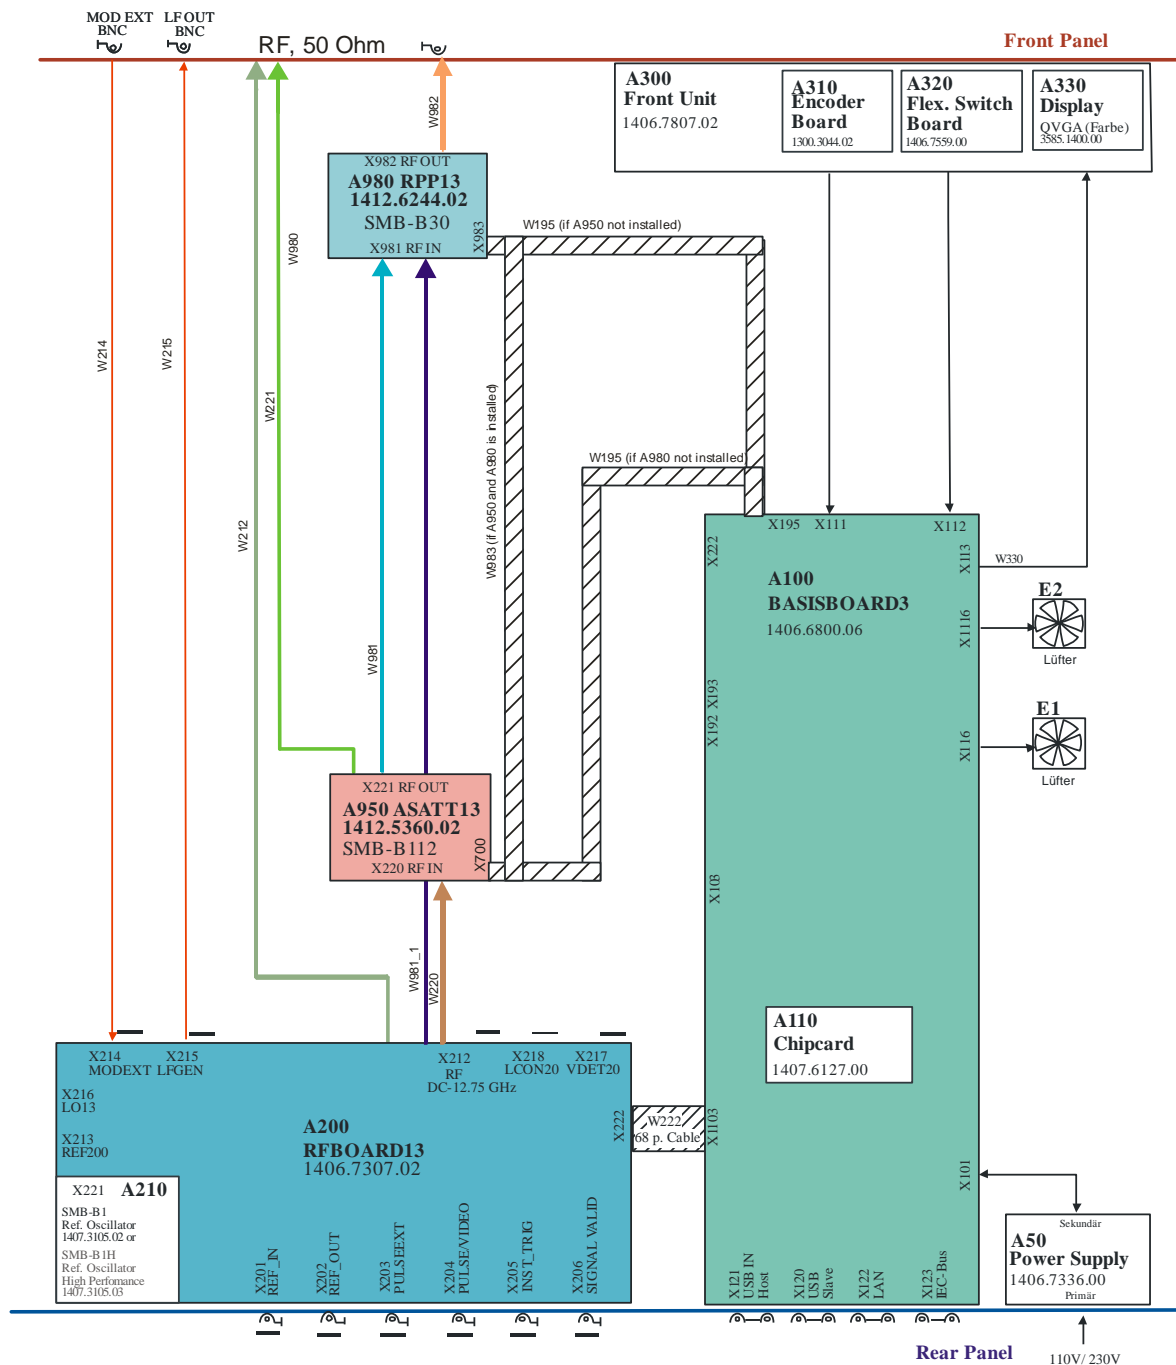 MOD EXT
BNC
LF OUT
BNC
RF, 50 Ohm
Front Panel
A300
Front Unit
1406.7807.02
A310
Encoder
Board
1300.3044.02
A320
Flex. Switch
Board
1406.7559.00
A330
Display
QVGA (Farbe)
3585.1400.00
W982
X982 RF OUT
A980 RPP13
1412.6244.02
SMB-B30
X981 RF IN
X983
W195 (if A950 not installed)
W980
W214
W215
W221
W212
W983 (if A950 and A980 is installed)
W195 (if A980 not installed)
W981
X195
X111
X112
X222
X113
W330
A100
BASISBOARD3
1406.6800.06
X1116
E2
Lüfter
X193
X192
X116
E1
Lüfter
X221 RF OUT
A950 ASATT13
1412.5360.02
SMB-B112
X220 RF IN
X700
X103
W981_1
W220
A110
Chipcard
1407.6127.00
X214
MODEXT
X215
LFGEN
X212
RF
DC-12.75 GHz
X218
LCON20
X217
VDET20
X216
LO13
X213
REF200
A200
RFBOARD13
1406.7307.02
X222
W222
68 p. Cable
X1103
X101
X221
A210
SMB-B1
Ref. Oscillator
1407.3105.02 or
SMB-B1H
Ref. Oscillator
High Perfomance
1407.3105.03
X201
REF_IN
X202
REF_OUT
X203
PULSEEXT
X204
PULSE/VIDEO
X205
INST_TRIG
X206
SIGNAL VALID
X121
USB IN
Host
X120
USB
Slave
X122
LAN
X123
IEC-Bus
Sekundär
A50
Power Supply
1406.7336.00
Primär
Rear Panel
110V/ 230V